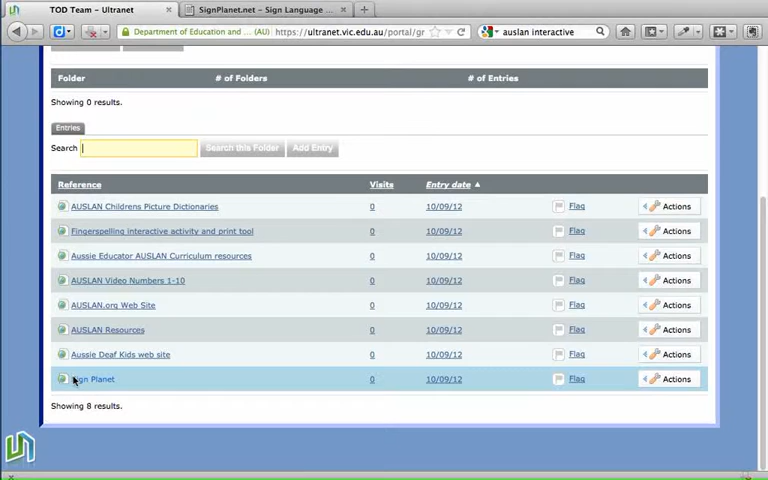 TOD Team – Ultranet × SignPlanet.net – Sign Language ... × +
Department of Education and ... (AU) https://ultranet.vic.edu.au/portal/gr auslan interactive
Folder # of Folders # of Entries
Showing 0 results.
Entries
Search Search this Folder Add Entry
Reference Visits Entry date ▲
AUSLAN Childrens Picture Dictionaries 0 10/09/12 Flag Actions
Fingerspelling interactive activity and print tool 0 10/09/12 Flag Actions
Aussie Educator AUSLAN Curriculum resources 0 10/09/12 Flag Actions
AUSLAN Video Numbers 1-10 0 10/09/12 Flag Actions
AUSLAN.org Web Site 0 10/09/12 Flag Actions
AUSLAN Resources 0 10/09/12 Flag Actions
Aussie Deaf Kids web site 0 10/09/12 Flag Actions
Sign Planet 0 10/09/12 Flag Actions
Showing 8 results.